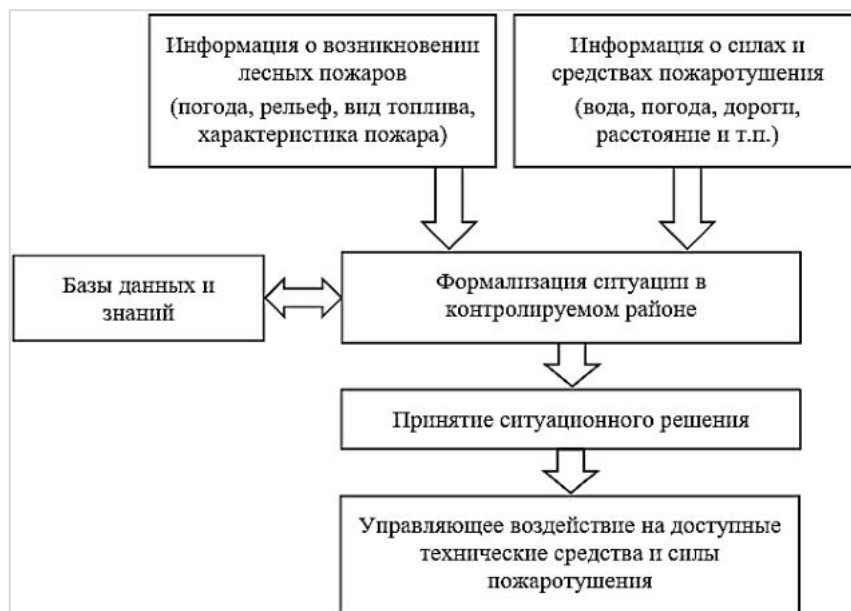 Информация о возникновении
лесных пожаров
(погода, рельеф, вид топлива,
характеристика пожара)
Информация о силах и
средствах пожаротушения
(вода, погода, дороги,
расстояние и т.п.)
Базы данных и
знаний
Формализация ситуации в
контролируемом районе
Принятие ситуационного решения
Управляющее воздействие на доступные
технические средства и силы
пожаротушения